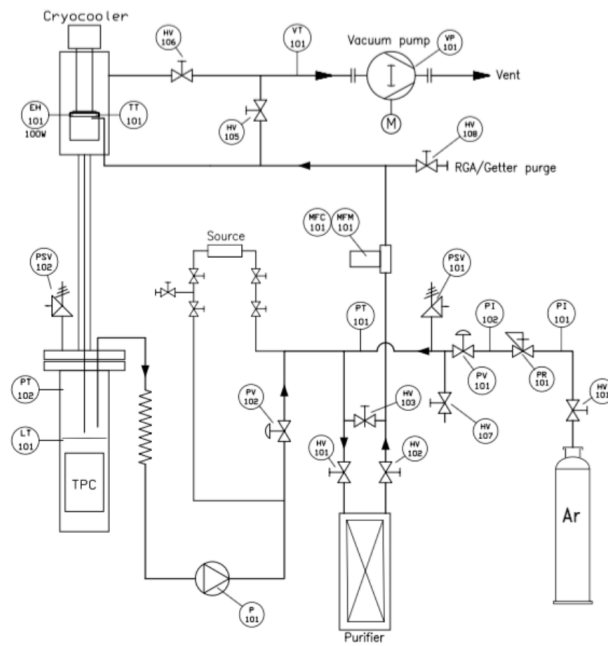 Cryocooler
HV
106
VT
101
Vacuum pump
VP
101
Vent
M
EH
101
100W
TT
101
HV
105
HV
108
RGA/Getter purge
MFC
101
MFM
101
Source
PSV
102
PSV
101
PT
101
PI
102
PI
101
PV
101
PR
101
HV
101
PT
102
PV
102
HV
103
HV
107
LT
101
HV
101
HV
102
TPC
Ar
P
101
Purifier